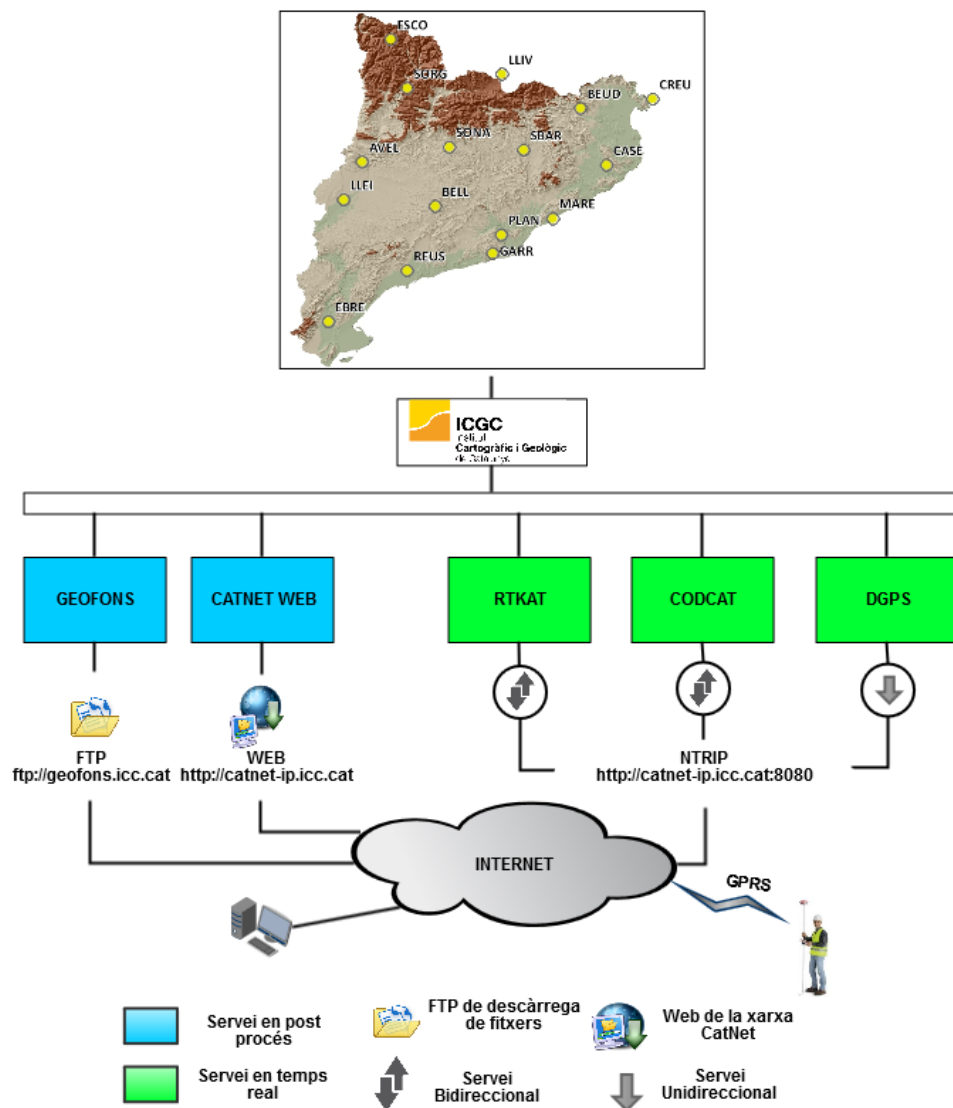 ESCO
LLIV
SORG
CREU
BEUD
SONA
SBAR
AVEL
CASE
LLEI
BELL
MARE
PLAN
GARR
REUS
EBRE
ICGC
Institut
Cartogràfic i Geològic
de Catalunya
GEOFONS
CATNET WEB
RTKAT
CODCAT
DGPS
FTP
ftp://geofons.icc.cat
WEB
http://catnet-ip.icc.cat
NTRIP
http://catnet-ip.icc.cat:8080
INTERNET
GPRS
Servei en post
procés
FTP de descàrrega
de fitxers
Web de la xarxa
CatNet
Servei en temps
real
Servei
Bidireccional
Servei
Unidireccional